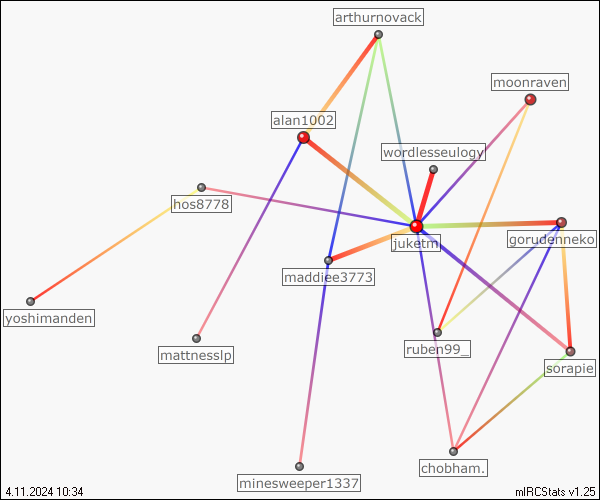 arthurnovack
moonraven
alan1002
wordlesseulogy
hos8778
juketm
gorudenneko
maddiee3773
yoshimanden
mattnesslp
ruben99_
sorapie
chobham.
minesweeper1337
4.11.2024 10:34
mIRCStats v1.25